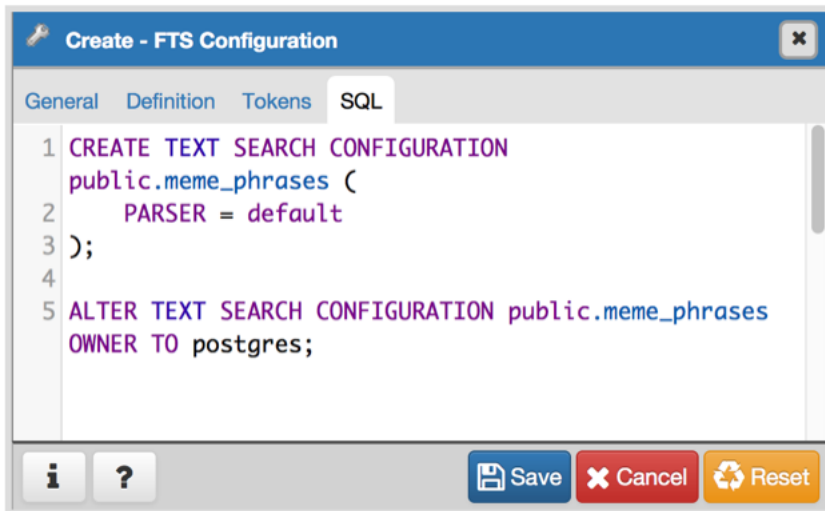 Create - FTS Configuration
General Definition Tokens SQL
1 CREATE TEXT SEARCH CONFIGURATION
public.meme_phrases (
2 PARSER = default
3 );
4
5 ALTER TEXT SEARCH CONFIGURATION public.meme_phrases
OWNER TO postgres;
i ? Save Cancel Reset